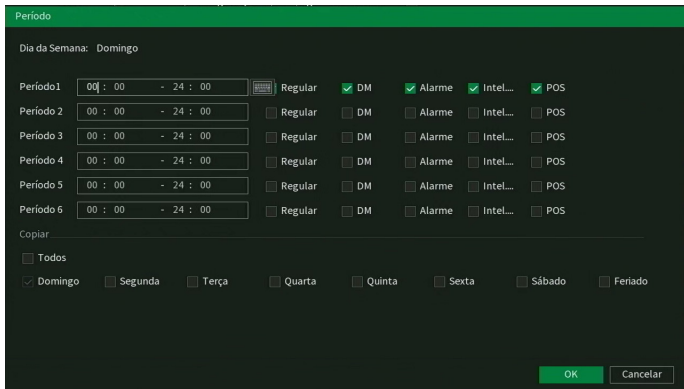 Período
Dia da Semana: Domingo
Período1 00 : 00 - 24 : 00 Regular DM Alarme Intel.... POS
Período 2 00 : 00 - 24 : 00 Regular DM Alarme Intel.... POS
Período 3 00 : 00 - 24 : 00 Regular DM Alarme Intel.... POS
Período 4 00 : 00 - 24 : 00 Regular DM Alarme Intel.... POS
Período 5 00 : 00 - 24 : 00 Regular DM Alarme Intel.... POS
Período 6 00 : 00 - 24 : 00 Regular DM Alarme Intel.... POS
Copiar
Todos
Domingo Segunda Terça Quarta Quinta Sexta Sábado Feriado
OK Cancelar